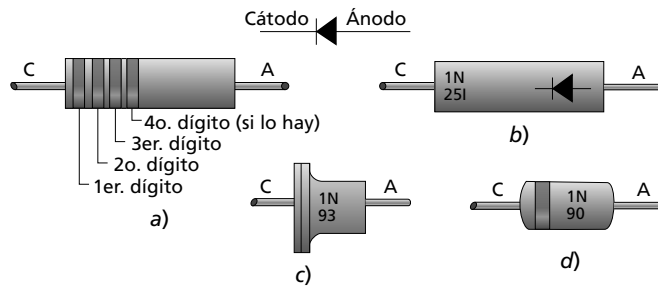 Cátodo Ánodo
C A
4o. dígito (si lo hay)
3er. dígito
2o. dígito
1er. dígito
a)
C A
1N
25I
b)
C A
1N
93
c)
C A
1N
90
d)